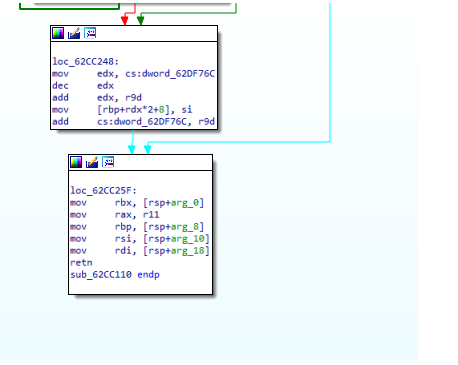 loc_62CC248:
mov edx, cs:dword_62DF76C
dec edx
add edx, r9d
mov [rbp+rdx*2+8], si
add cs:dword_62DF76C, r9d
loc_62CC25F:
mov rbx, [rsp+arg_0]
mov rax, r11
mov rbp, [rsp+arg_8]
mov rsi, [rsp+arg_10]
mov rdi, [rsp+arg_18]
retn
sub_62CC110 endp